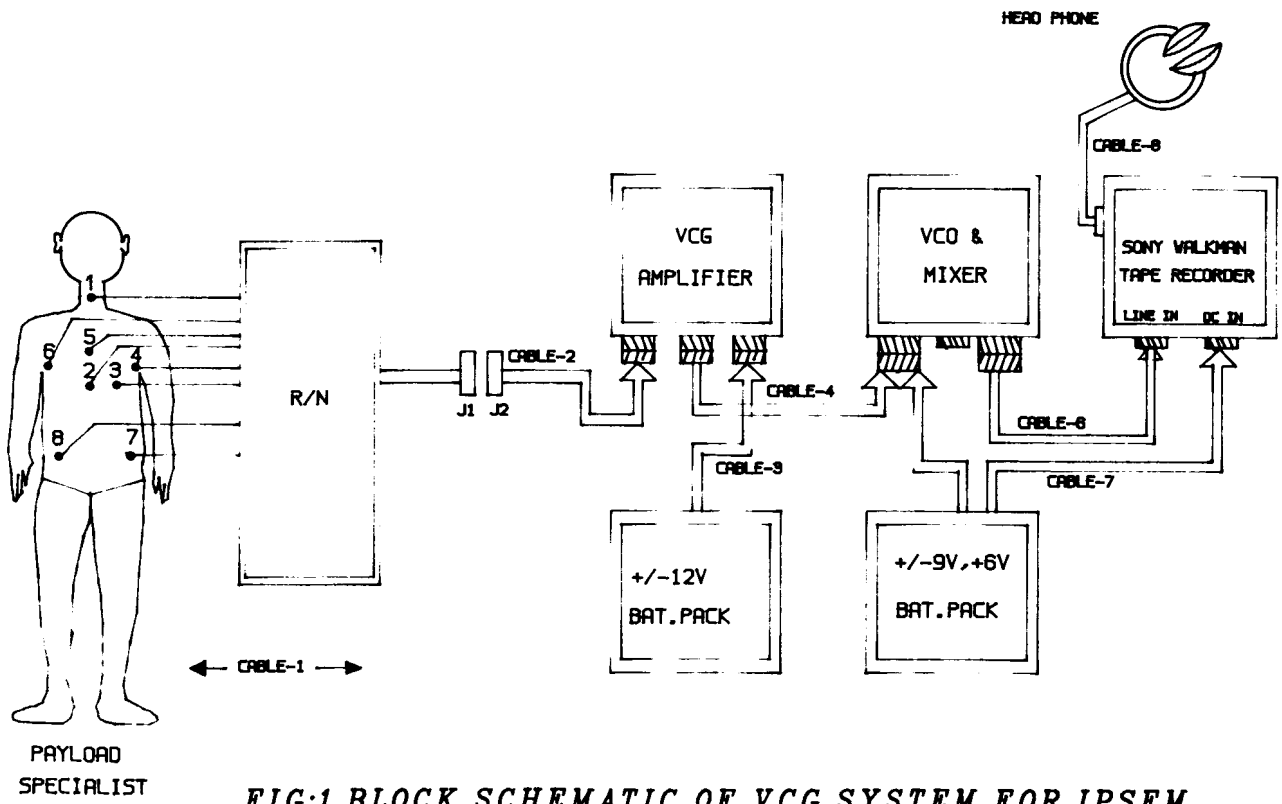 HEAD PHONE
CABLE-8
VCG
AMPLIFIER
VCO &
MIXER
SONY WALKMAN
TAPE RECORDER
LINE IN DC IN
1
6
5
4
2
3
8
7
R/N
J1
J2
CABLE-2
CABLE-4
CABLE-3
CABLE-6
CABLE-7
+/-12V
BAT.PACK
+/-9V,+6V
BAT.PACK
CABLE-1
PAYLOAD
SPECIALIST
FIG:1 BLOCK SCHEMATIC OF VCG SYSTEM FOR IPSEM